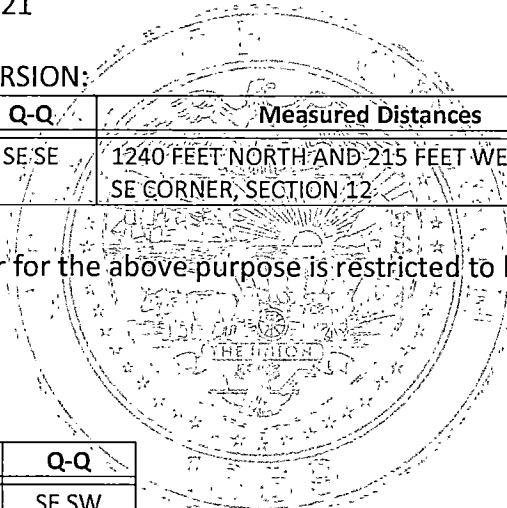 21
RSION:
Q-Q Measured Distances
SE SE 1240 FEET NORTH AND 215 FEET WE
SE CORNER, SECTION 12
r for the above purpose is restricted to
THE UNION
Q-Q
SE SW